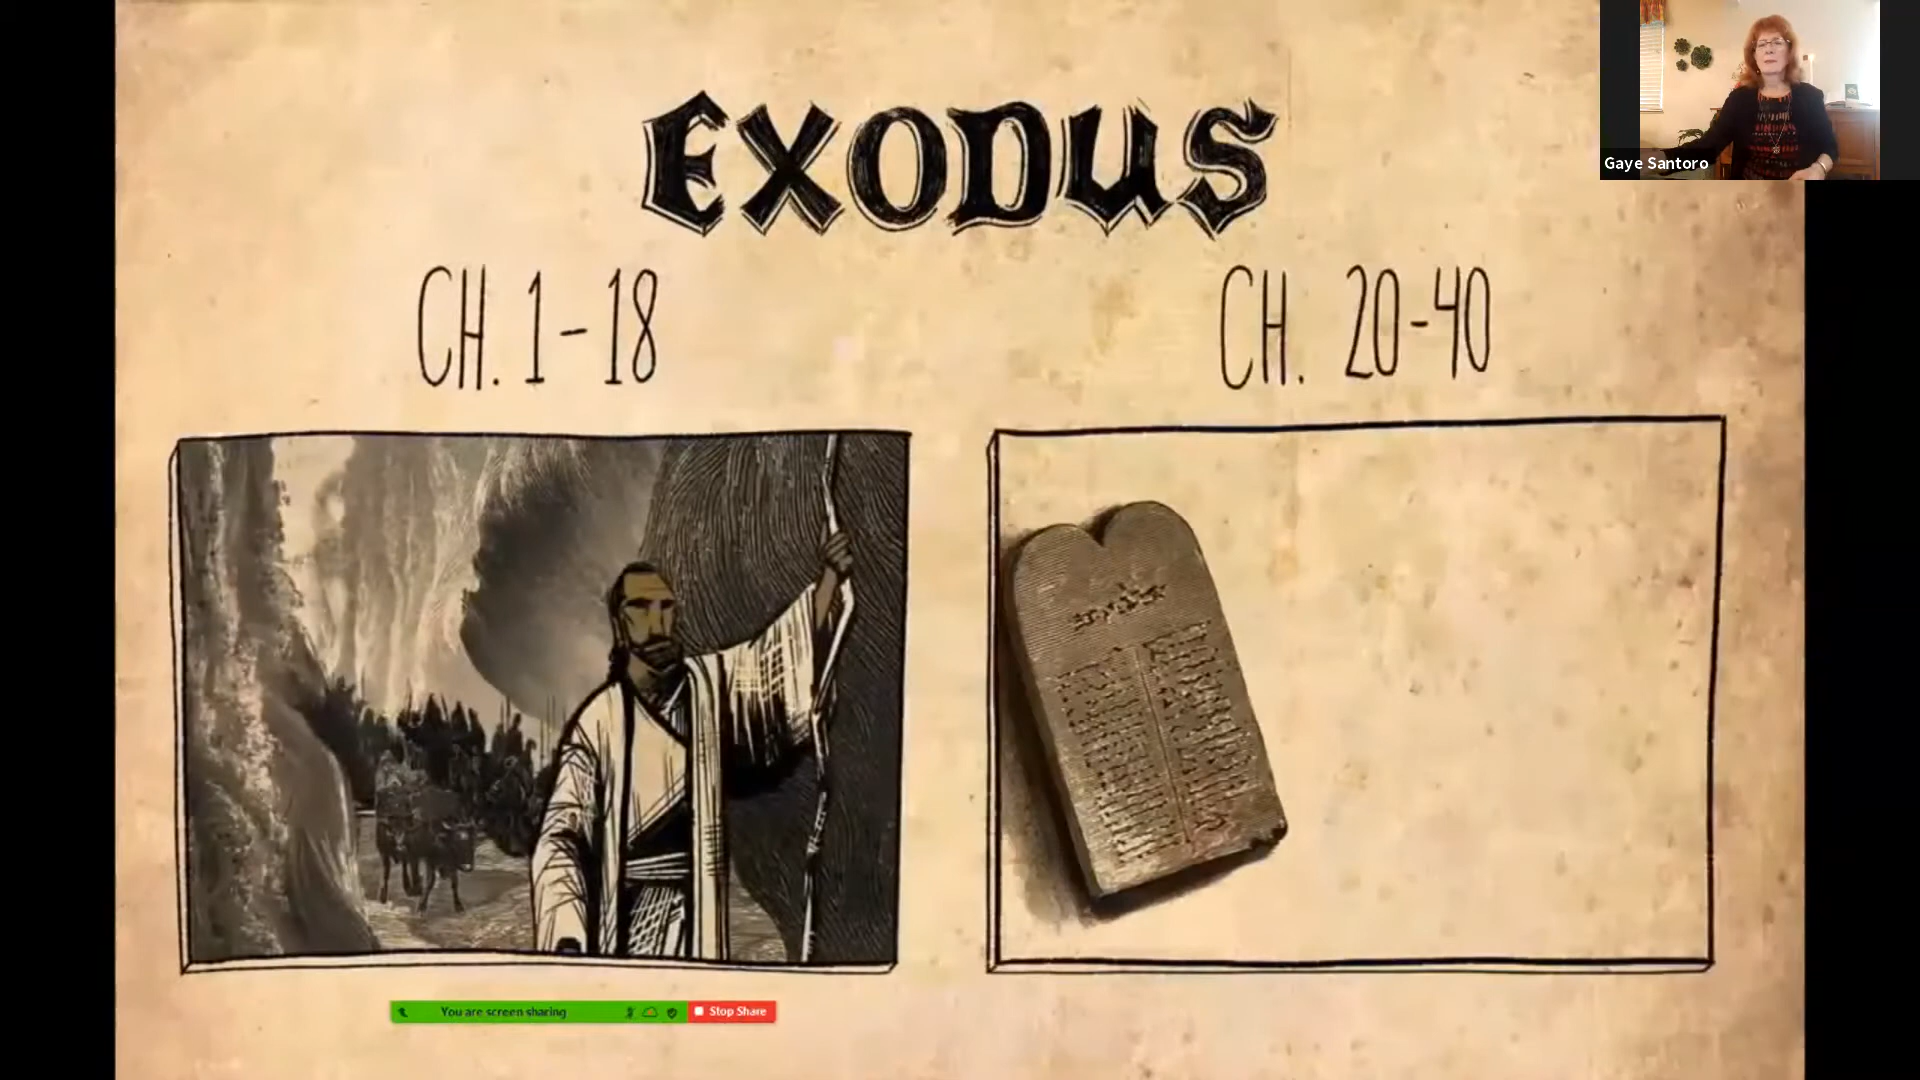 EXODUS
CH. 1-18
CH. 20-40
Gaye Santoro
You are screen sharing
Stop Share